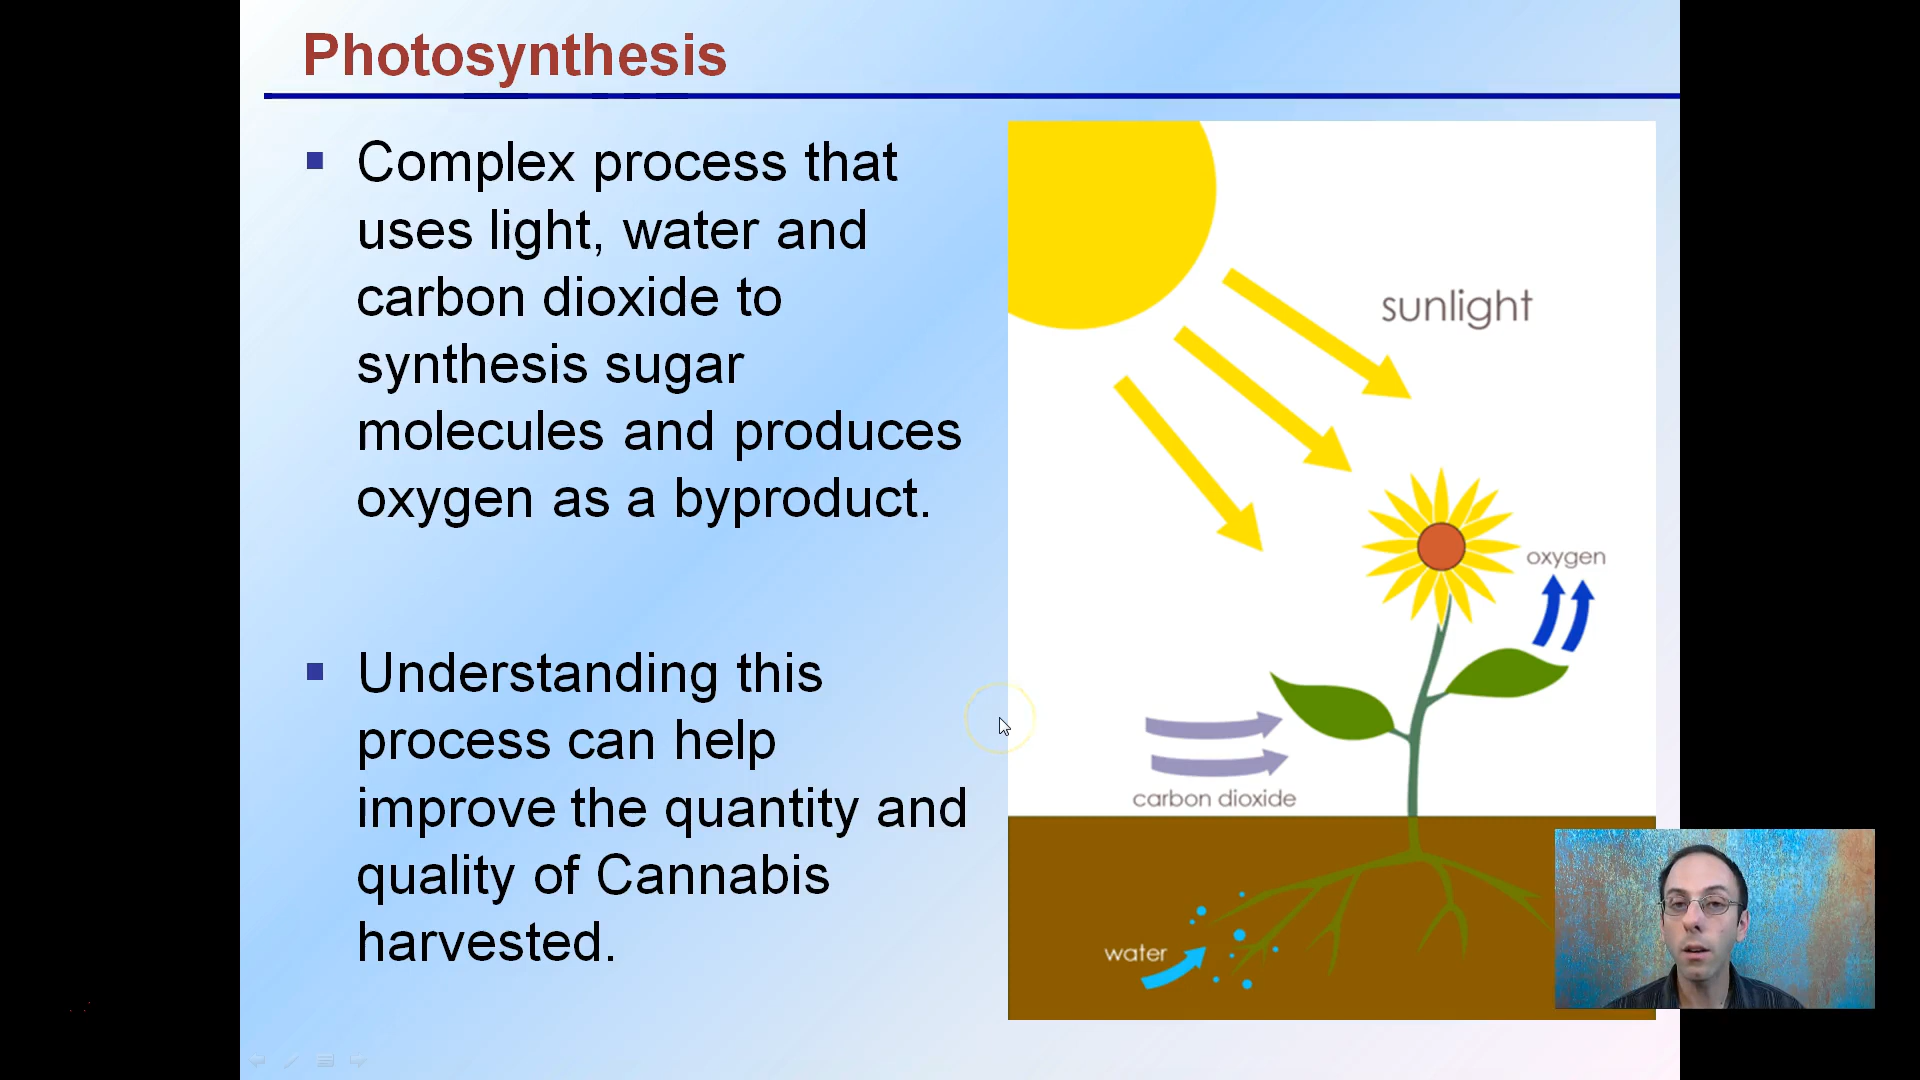 Photosynthesis
Complex process that
uses light, water and
carbon dioxide to
synthesis sugar
molecules and produces
oxygen as a byproduct.
Understanding this
process can help
improve the quantity and
quality of Cannabis
harvested.
sunlight
oxygen
carbon dioxide
water